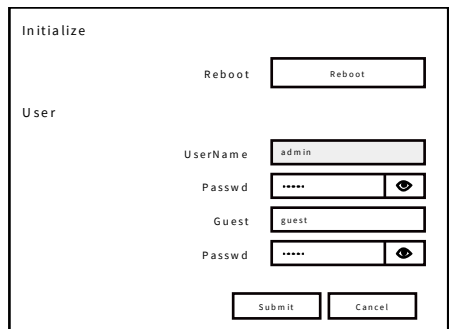 Initialize
Reboot Reboot
User
UserName admin
Passwd •••••
Guest guest
Passwd •••••
Submit Cancel